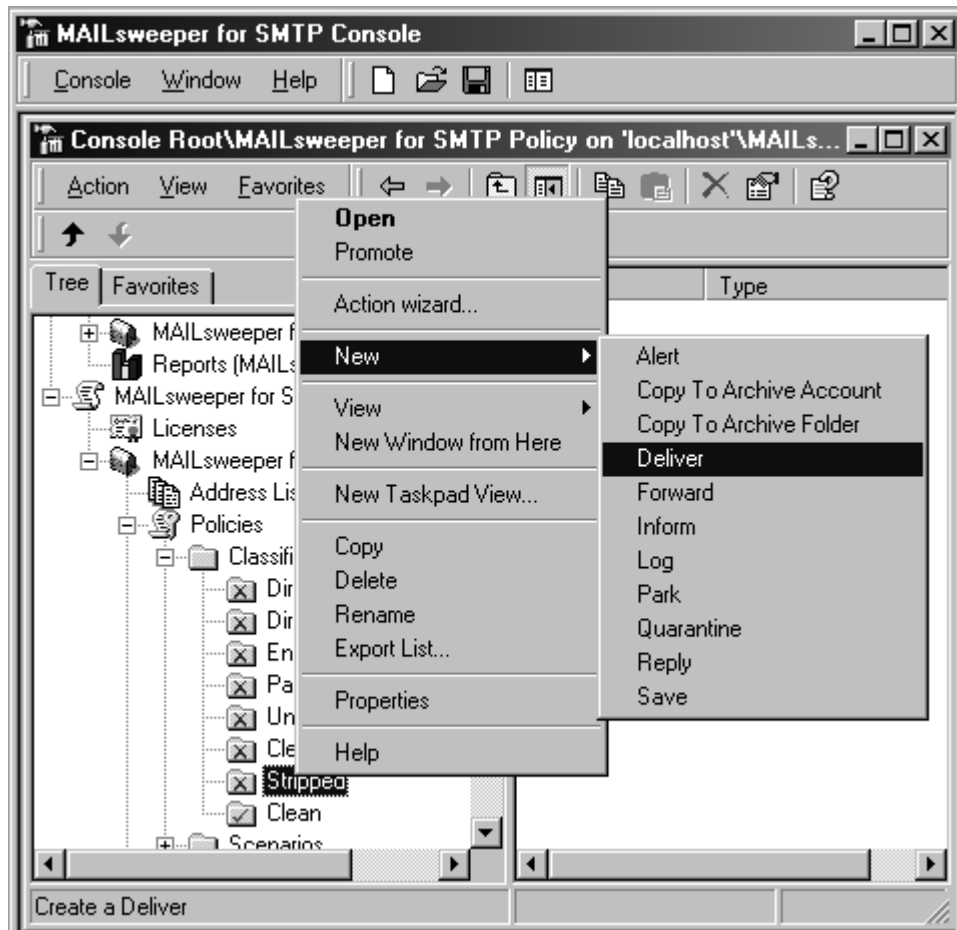 MAILsweeper for SMTP Console
Console Window Help
Console Root\MAILsweeper for SMTP Policy on 'localhost'\MAILs...
Action View Favorites
Tree Favorites
Type
MAILsweeper f
Reports (MAILs
MAILsweeper for S
Licenses
MAILsweeper f
Address Lis
Policies
Classifi
Dir
Dir
En
Pa
Un
Cle
Stripped
Clean
Scenarios
Open
Promote
Action wizard...
New
View
New Window from Here
New Taskpad View...
Copy
Delete
Rename
Export List...
Properties
Help
Alert
Copy To Archive Account
Copy To Archive Folder
Deliver
Forward
Inform
Log
Park
Quarantine
Reply
Save
Create a Deliver